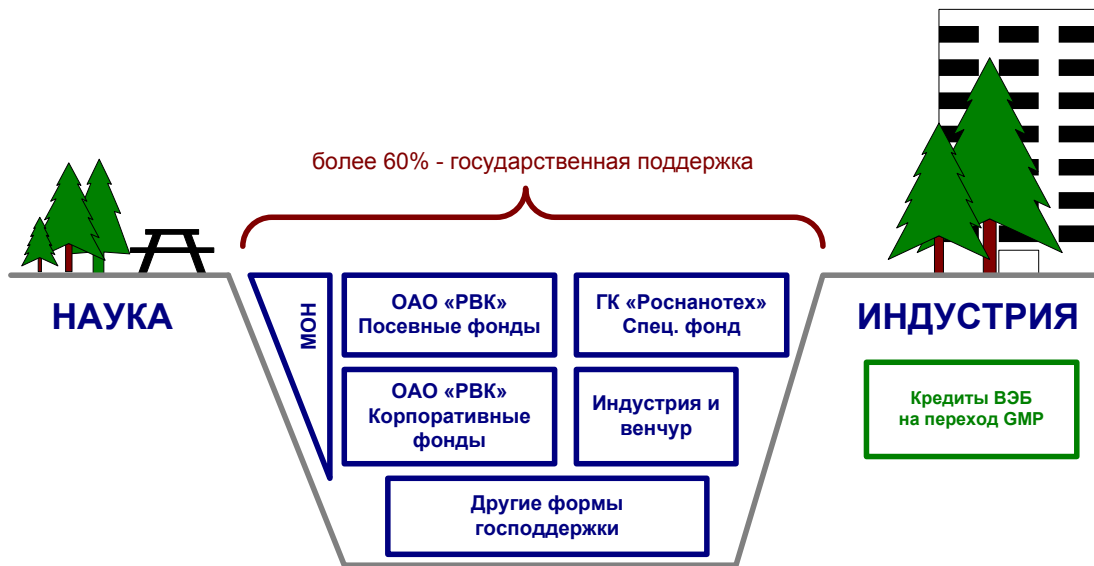 более 60% - государственная поддержка
НАУКА
МОН
ОАО «РВК»
Посевные фонды
ГК «Роснанотех»
Спец. фонд
ИНДУСТРИЯ
ОАО «РВК»
Корпоративные
фонды
Индустрия и
венчур
Кредиты ВЭБ
на переход GMP
Другие формы
господдержки